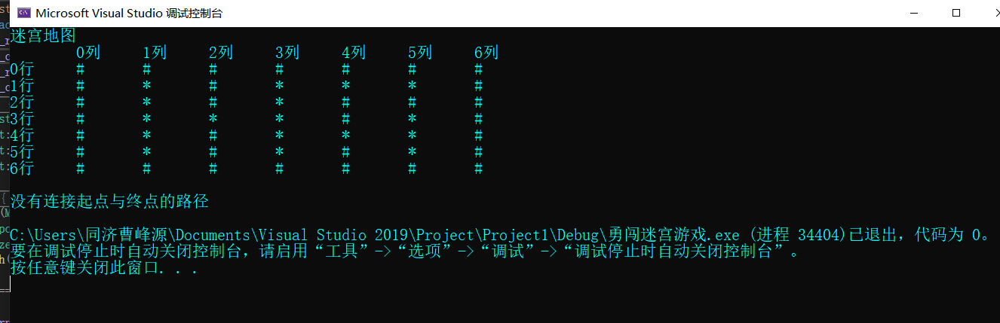 Microsoft Visual Studio 调试控制台
迷宫地图
0列 1列 2列 3列 4列 5列 6列
0行 # # # # # # #
1行 # * # * * * #
2行 # * # * # # #
3行 # * * * # * #
4行 # * # * * * #
5行 # * # * # * #
6行 # # # # # # #
没有连接起点与终点的路径
C:\Users\同济曹峰源\Documents\Visual Studio 2019\Project\Project1\Debug\勇闯迷宫游戏.exe (进程 34404)已退出，代码为 0。
要在调试停止时自动关闭控制台，请启用“工具”->“选项”->“调试”->“调试停止时自动关闭控制台”。
按任意键关闭此窗口. . .